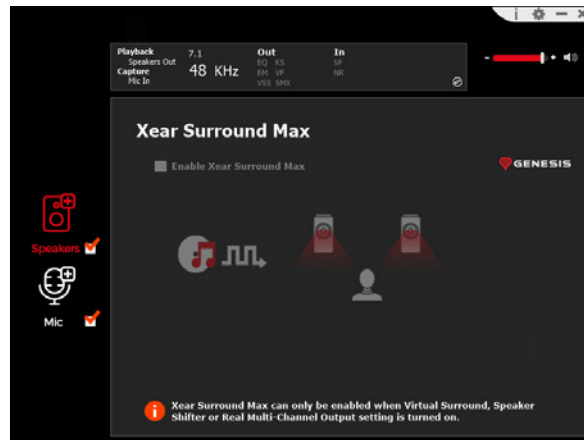 i
Playback 7.1 Out In
Speakers Out EQ KS SF
Capture 48 KHz EM VF NR
Mic In VSS SMX
Xear Surround Max
Enable Xear Surround Max
GENESIS
Speakers
Mic
i
Xear Surround Max can only be enabled when Virtual Surround, Speaker
Shifter or Real Multi-Channel Output setting is turned on.